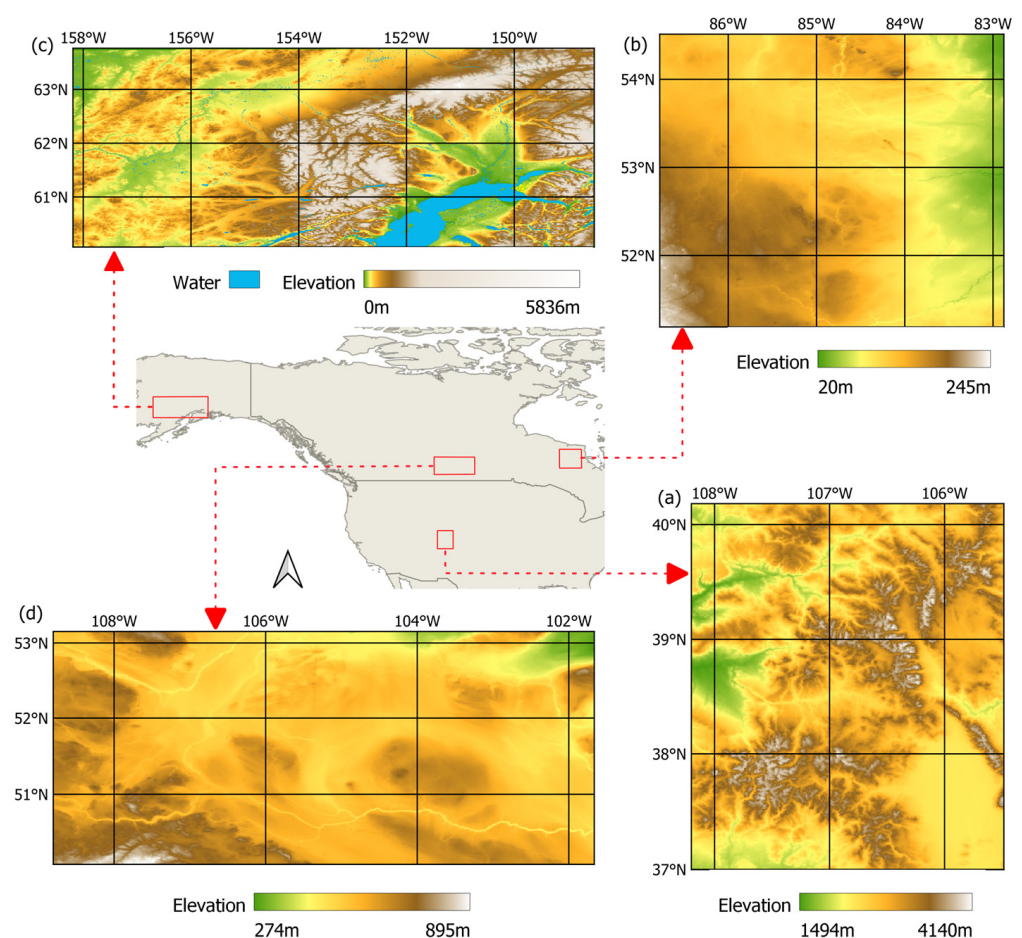 (c)
158°W 156°W 154°W 152°W 150°W
63°N
62°N
61°N
Water Elevation
0m 5836m
(b)
86°W 85°W 84°W 83°W
54°N
53°N
52°N
Elevation
20m 245m
(a)
108°W 107°W 106°W
40°N
39°N
38°N
37°N
Elevation
1494m 4140m
(d)
108°W 106°W 104°W 102°W
53°N
52°N
51°N
Elevation
274m 895m